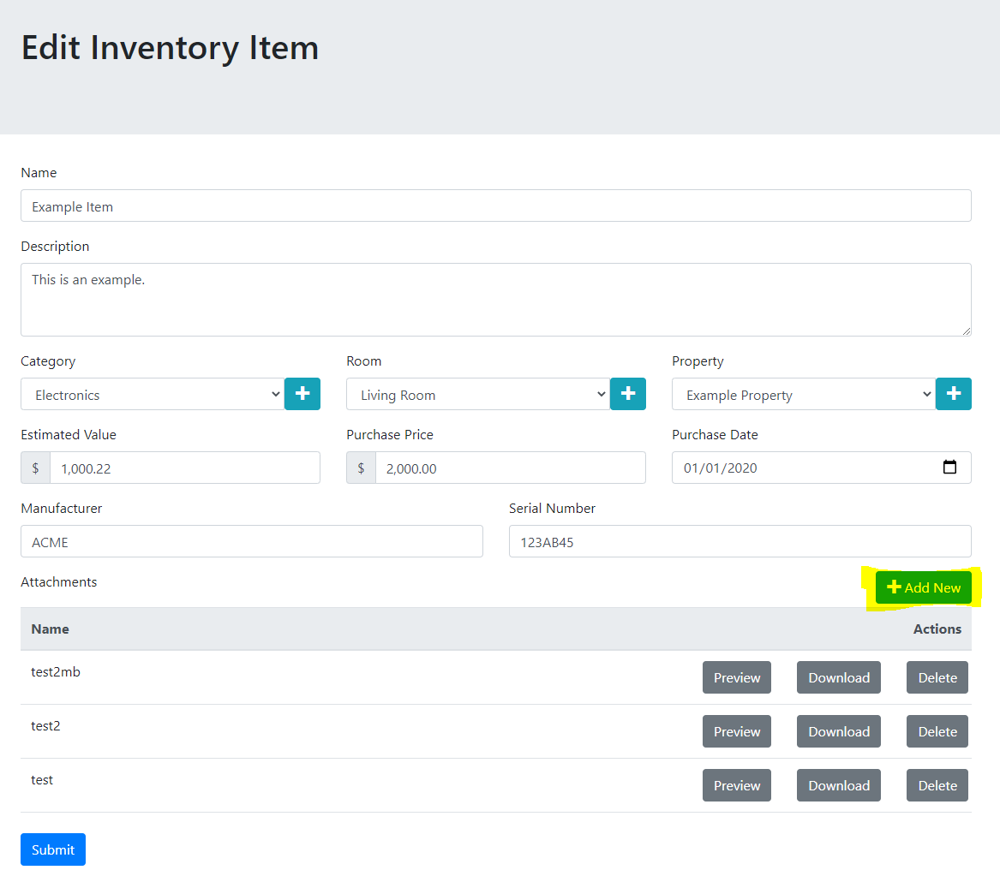 Edit Inventory Item
Name
Example Item
Description
This is an example.
Category Room Property
Electronics Living Room Example Property
Estimated Value Purchase Price Purchase Date
$ 1,000.22 $ 2,000.00 01/01/2020
Manufacturer Serial Number
ACME 123AB45
Attachments Add New
Name Actions
test2mb Preview Download Delete
test2 Preview Download Delete
test Preview Download Delete
Submit